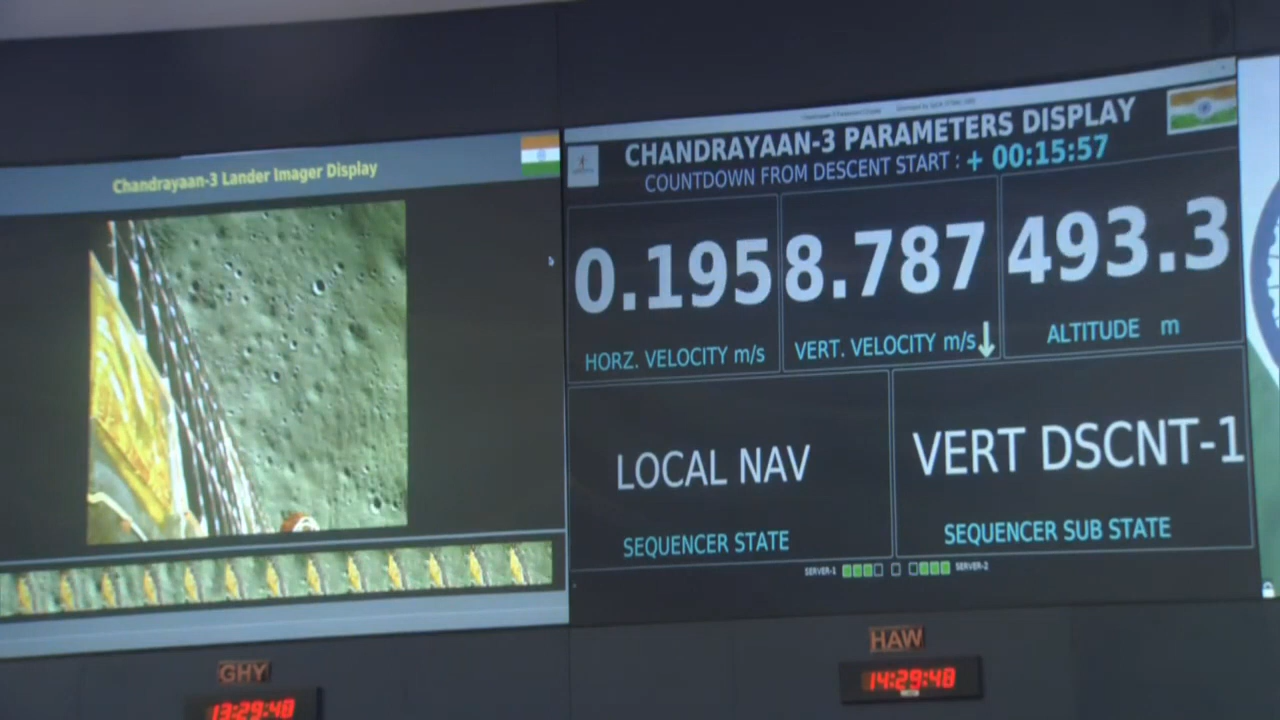 Chandrayaan-3 Lander Imager Display
CHANDRAYAAN-3 PARAMETERS DISPLAY
COUNTDOWN FROM DESCENT START : + 00:15:57
0.195
HORZ. VELOCITY m/s
8.787
VERT. VELOCITY m/s
493.3
ALTITUDE m
LOCAL NAV
SEQUENCER STATE
VERT DSCNT-1
SEQUENCER SUB STATE
SERVER-1
SERVER-2
GHY
13:29:48
HAW
14:29:48